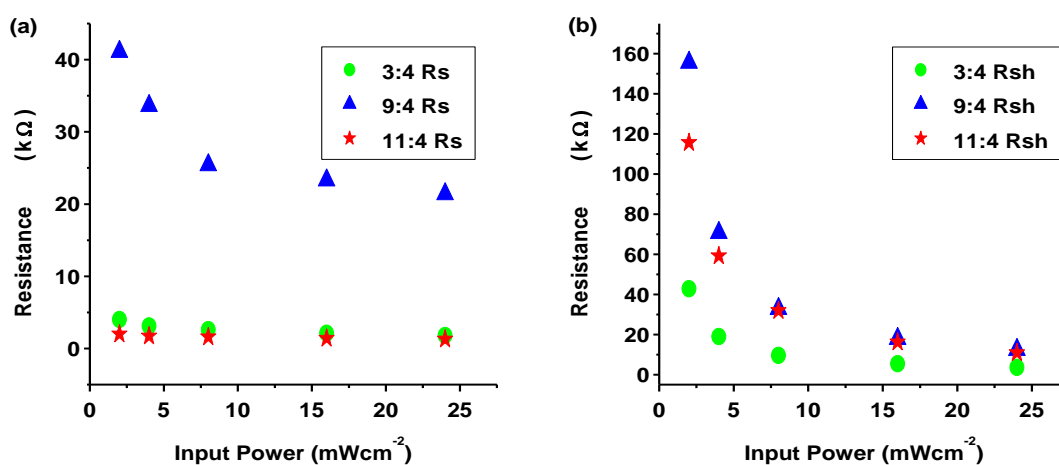 (a)
Resistance (kΩ)
40
30
20
10
0
3:4 Rs
9:4 Rs
11:4 Rs
0 5 10 15 20 25
Input Power (mWcm-2)
(b)
Resistance (kΩ)
160
140
120
100
80
60
40
20
0
3:4 Rsh
9:4 Rsh
11:4 Rsh
0 5 10 15 20 25
Input Power (mWcm-2)